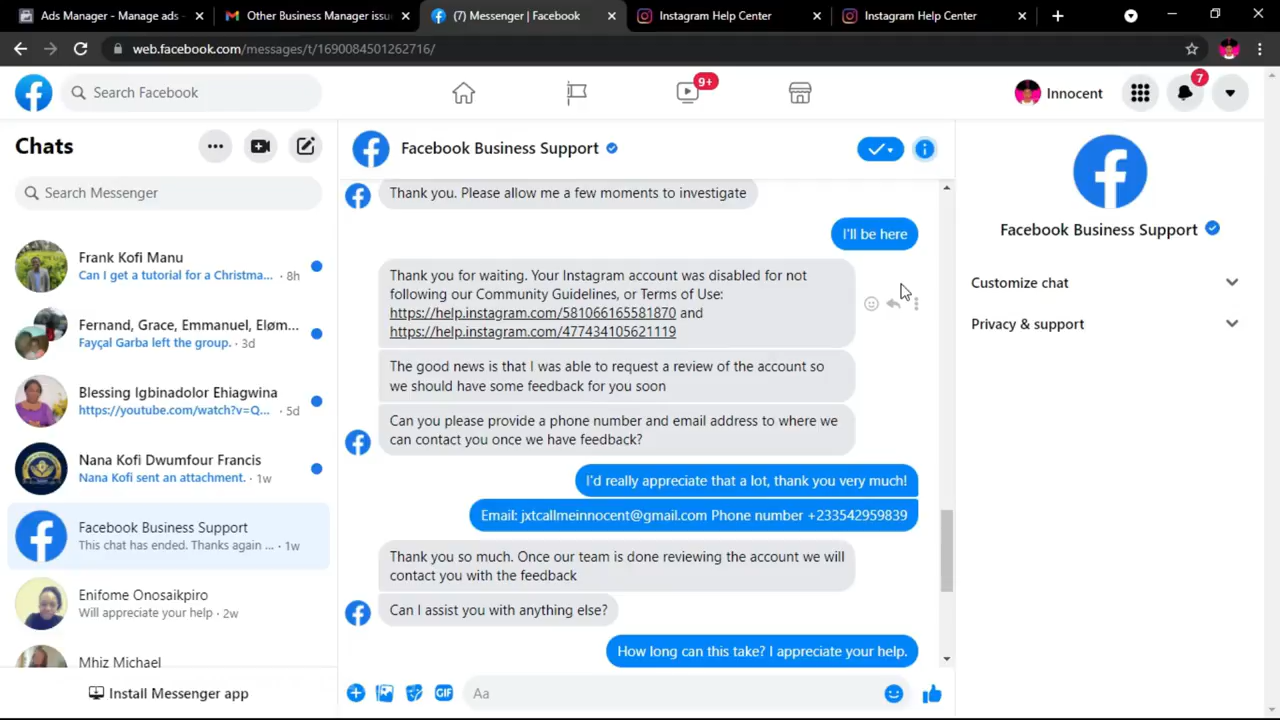 Ads Manager - Manage ads -
Other Business Manager issu
(7) Messenger | Facebook
Instagram Help Center
Instagram Help Center
web.facebook.com/messages/t/1690084501262716/
Search Facebook
9+
Innocent
7
Chats
Search Messenger
Frank Kofi Manu
Can I get a tutorial for a Christma... · 8h
Fernand, Grace, Emmanuel, Eløm...
Fayçal Garba left the group. · 3d
Blessing Igbinadolor Ehiagwina
https://youtube.com/watch?v=Q... · 5d
Nana Kofi Dwumfour Francis
Nana Kofi sent an attachment. · 1w
Facebook Business Support
This chat has ended. Thanks again ... · 1w
Enifome Onosaikpiro
Will appreciate your help · 2w
Mhiz Michael
Install Messenger app
Facebook Business Support
Thank you. Please allow me a few moments to investigate
I'll be here
Thank you for waiting. Your Instagram account was disabled for not
following our Community Guidelines, or Terms of Use:
https://help.instagram.com/581066165581870 and
https://help.instagram.com/477434105621119
The good news is that I was able to request a review of the account so
we should have some feedback for you soon
Can you please provide a phone number and email address to where we
can contact you once we have feedback?
I'd really appreciate that a lot, thank you very much!
Email: jxtcallmeinnocent@gmail.com Phone number +233542959839
Thank you so much. Once our team is done reviewing the account we will
contact you with the feedback
Can I assist you with anything else?
How long can this take? I appreciate your help.
GIF
Aa
Facebook Business Support
Customize chat
Privacy & support